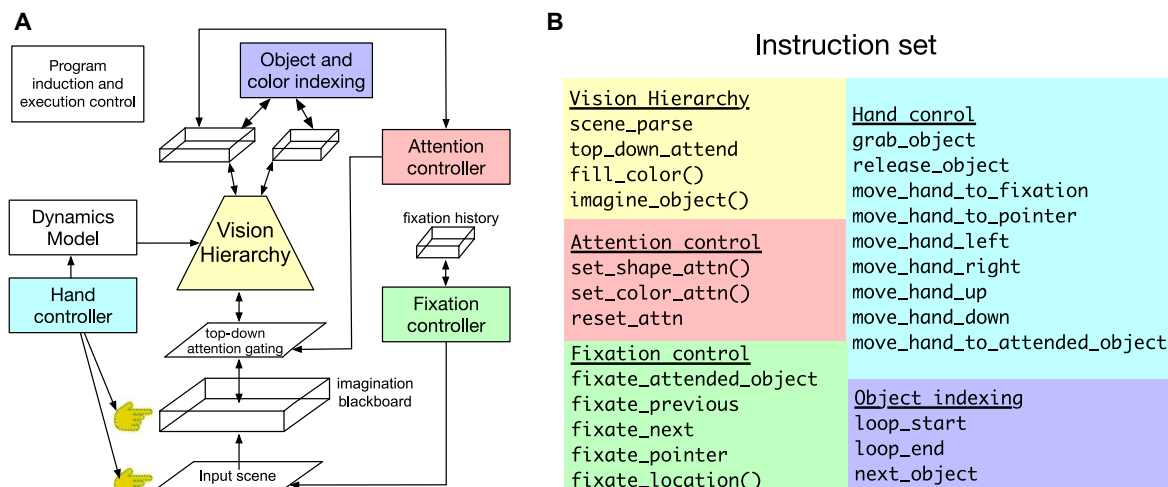 A
Program
induction and
execution control
Object and
color indexing
Attention
controller
Dynamics
Model
Vision
Hierarchy
fixation history
Hand
controller
Fixation
controller
top-down
attention gating
imagination
blackboard
Input scene
B
Instruction set
Vision Hierarchy
scene_parse
top_down_attend
fill_color()
imagine_object()
Attention control
set_shape_attn()
set_color_attn()
reset_attn
Fixation control
fixate_attended_object
fixate_previous
fixate_next
fixate_pointer
fixate_location()
Hand conrol
grab_object
release_object
move_hand_to_fixation
move_hand_to_pointer
move_hand_left
move_hand_right
move_hand_up
move_hand_down
move_hand_to_attended_object
Object indexing
loop_start
loop_end
next_object